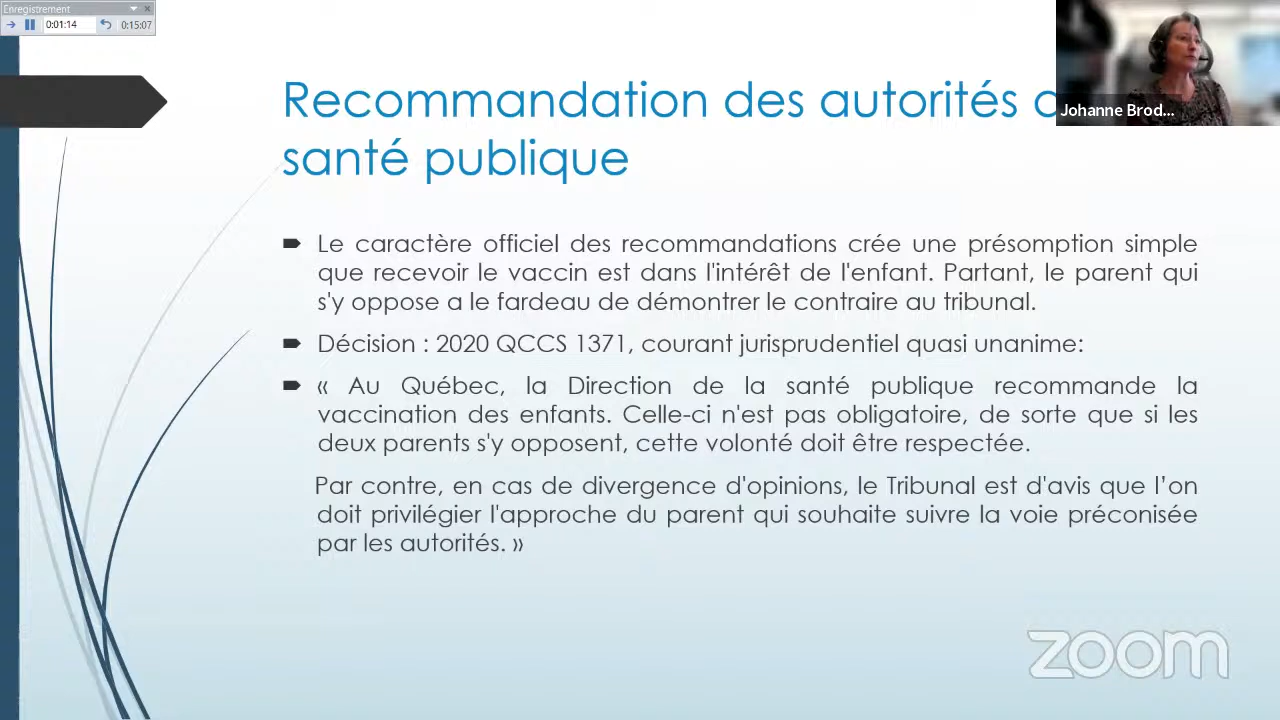 Enregistrement
0:01:14
0:15:07
Recommandation des autorités
santé publique
Johanne Brod...
Le caractère officiel des recommandations crée une présomption simple
que recevoir le vaccin est dans l'intérêt de l'enfant. Partant, le parent qui
s'y oppose a le fardeau de démontrer le contraire au tribunal.
Décision : 2020 QCCS 1371, courant jurisprudentiel quasi unanime:
« Au Québec, la Direction de la santé publique recommande la
vaccination des enfants. Celle-ci n'est pas obligatoire, de sorte que si les
deux parents s'y opposent, cette volonté doit être respectée.
Par contre, en cas de divergence d'opinions, le Tribunal est d'avis que l’on
doit privilégier l'approche du parent qui souhaite suivre la voie préconisée
par les autorités. »
zoom